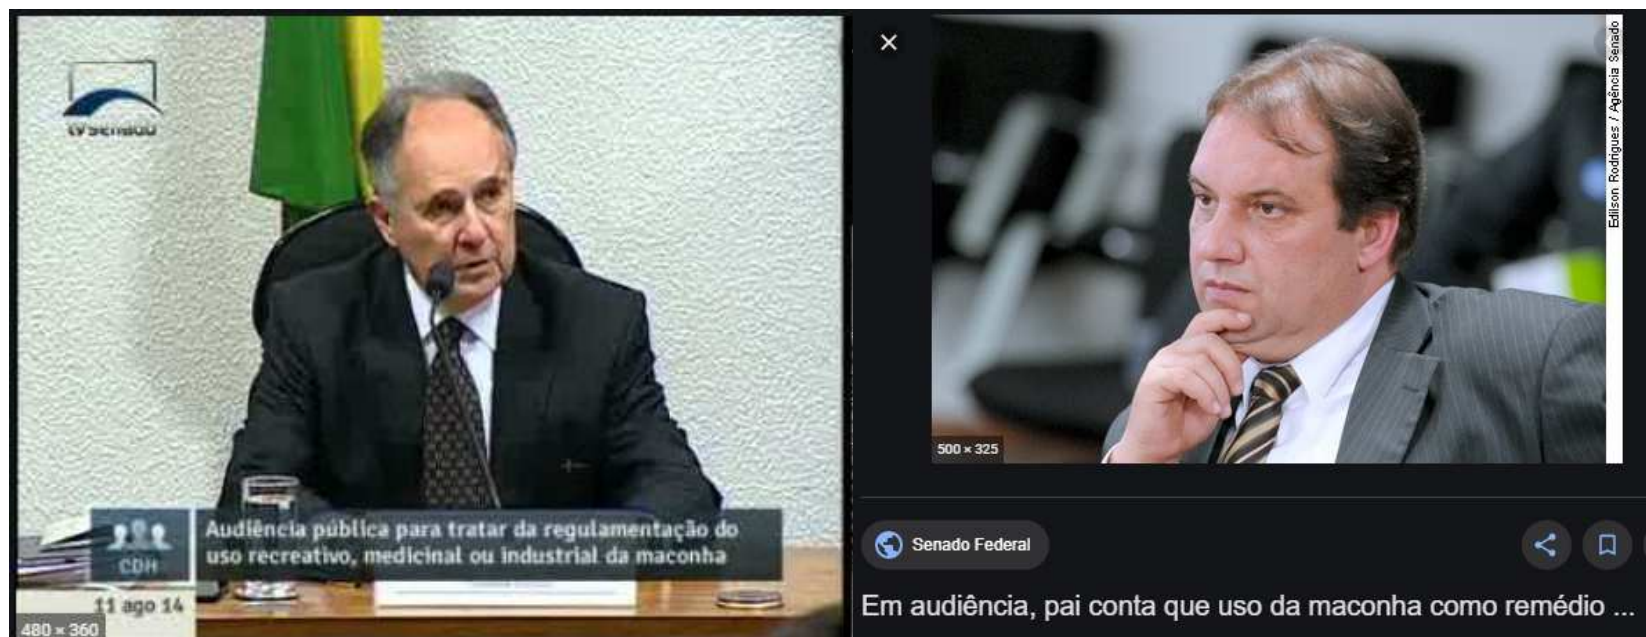 tv senado
Audiência pública para tratar da regulamentação do
uso recreativo, medicinal ou industrial da maconha
CDH
11 ago 14
480 × 360
Edilson Rodrigues / Agência Senado
500 × 325
Senado Federal
Em audiência, pai conta que uso da maconha como remédio ...